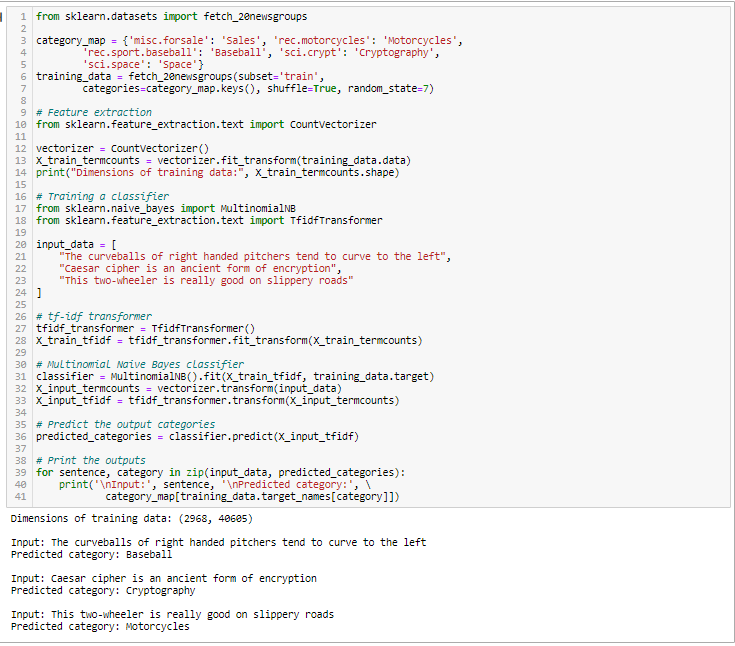 1 from sklearn.datasets import fetch_20newsgroups
2
3 category_map = {'misc.forsale': 'Sales', 'rec.motorcycles': 'Motorcycles',
4         'rec.sport.baseball': 'Baseball', 'sci.crypt': 'Cryptography',
5         'sci.space': 'Space'}
6 training_data = fetch_20newsgroups(subset='train',
7         categories=category_map.keys(), shuffle=True, random_state=7)
8
9 # Feature extraction
10 from sklearn.feature_extraction.text import CountVectorizer
11
12 vectorizer = CountVectorizer()
13 X_train_termcounts = vectorizer.fit_transform(training_data.data)
14 print("Dimensions of training data:", X_train_termcounts.shape)
15
16 # Training a classifier
17 from sklearn.naive_bayes import MultinomialNB
18 from sklearn.feature_extraction.text import TfidfTransformer
19
20 input_data = [
21     "The curveballs of right handed pitchers tend to curve to the left",
22     "Caesar cipher is an ancient form of encryption",
23     "This two-wheeler is really good on slippery roads"
24 ]
25
26 # tf-idf transformer
27 tfidf_transformer = TfidfTransformer()
28 X_train_tfidf = tfidf_transformer.fit_transform(X_train_termcounts)
29
30 # Multinomial Naive Bayes classifier
31 classifier = MultinomialNB().fit(X_train_tfidf, training_data.target)
32 X_input_termcounts = vectorizer.transform(input_data)
33 X_input_tfidf = tfidf_transformer.transform(X_input_termcounts)
34
35 # Predict the output categories
36 predicted_categories = classifier.predict(X_input_tfidf)
37
38 # Print the outputs
39 for sentence, category in zip(input_data, predicted_categories):
40     print('\nInput:', sentence, '\nPredicted category:', \
41             category_map[training_data.target_names[category]])
Dimensions of training data: (2968, 40605)
Input: The curveballs of right handed pitchers tend to curve to the left
Predicted category: Baseball
Input: Caesar cipher is an ancient form of encryption
Predicted category: Cryptography
Input: This two-wheeler is really good on slippery roads
Predicted category: Motorcycles